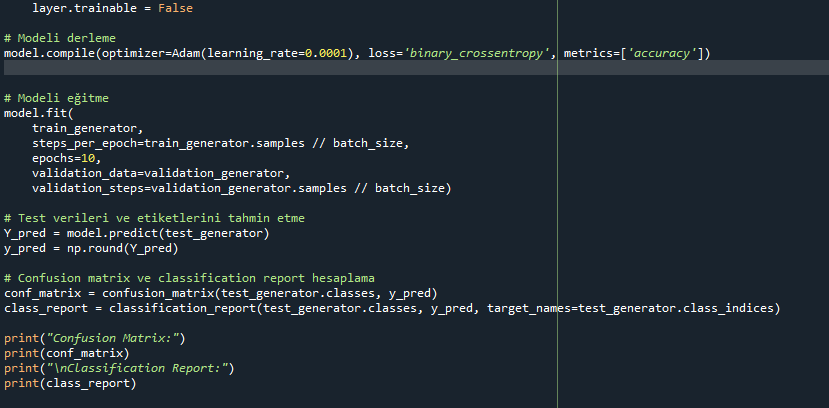 layer.trainable = False
# Modeli derleme
model.compile(optimizer=Adam(learning_rate=0.0001), loss='binary_crossentropy', metrics=['accuracy'])
# Modeli eğitme
model.fit(
train_generator,
steps_per_epoch=train_generator.samples // batch_size,
epochs=10,
validation_data=validation_generator,
validation_steps=validation_generator.samples // batch_size)
# Test verileri ve etiketlerini tahmin etme
Y_pred = model.predict(test_generator)
y_pred = np.round(Y_pred)
# Confusion matrix ve classification report hesaplama
conf_matrix = confusion_matrix(test_generator.classes, y_pred)
class_report = classification_report(test_generator.classes, y_pred, target_names=test_generator.class_indices)
print("Confusion Matrix:")
print(conf_matrix)
print("\nClassification Report:")
print(class_report)